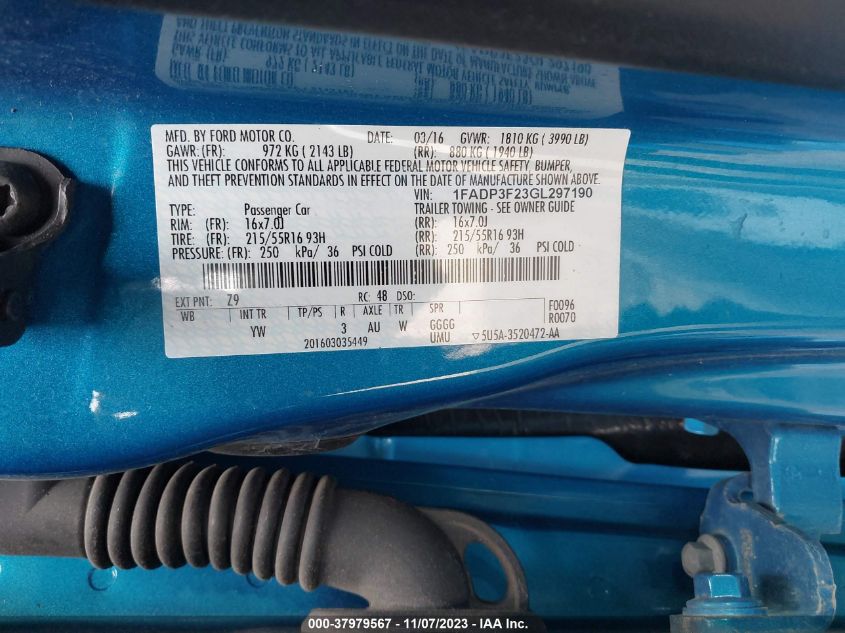 MFD. BY FORD MOTOR CO. DATE: 03/16 GVWR: 1810 KG ( 3990 LB)
GAWR: (FR): 972 KG ( 2143 LB) (RR): 880 KG ( 1940 LB)
THIS VEHICLE CONFORMS TO ALL APPLICABLE FEDERAL MOTOR VEHICLE SAFETY, BUMPER,
AND THEFT PREVENTION STANDARDS IN EFFECT ON THE DATE OF MANUFACTURE SHOWN ABOVE.
VIN: 1FADP3F23GL297190
TYPE: Passenger Car TRAILER TOWING - SEE OWNER GUIDE
RIM: (FR): 16x7.0J (RR): 16x7.0J
TIRE: (FR): 215/55R16 93H (RR): 215/55R16 93H
PRESSURE: (FR): 250 kPa/ 36 PSI COLD (RR): 250 kPa/ 36 PSI COLD
EXT PNT: Z9 RC: 48 DSO:
WB INT TR TP/PS R AXLE TR SPR F0096
R0070
YW 3 AU W GGGG
201603035449 UMU ▽5U5A-3520472-AA
000-37979567 - 11/07/2023 - IAA Inc.